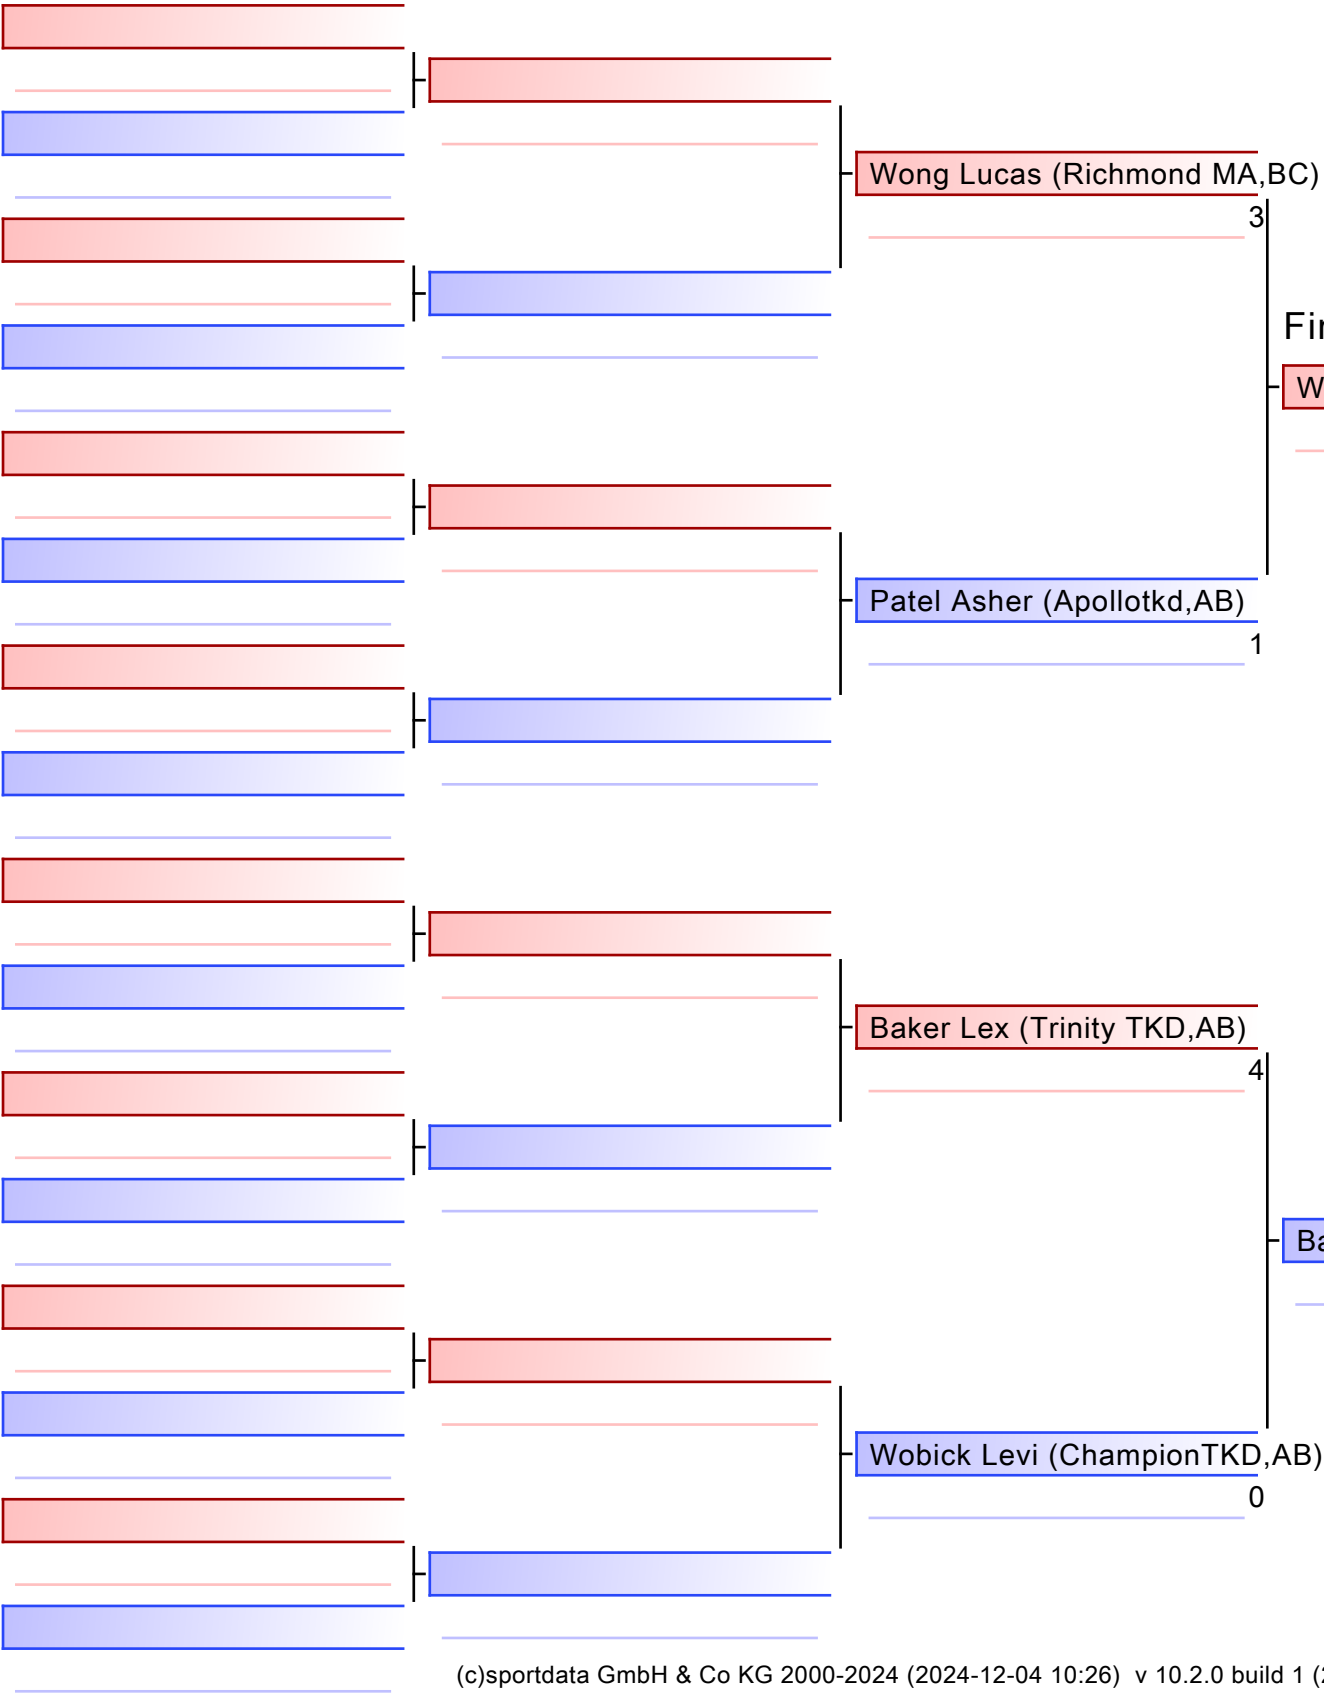 Wong Lucas (Richmond MA,BC)
3
Patel Asher (Apollotkd,AB)
1
Baker Lex (Trinity TKD,AB)
4
Wobick Levi (ChampionTKD,AB)
0
(c)sportdata GmbH & Co KG 2000-2024 (2024-12-04 10:26) v 10.2.0 build 1